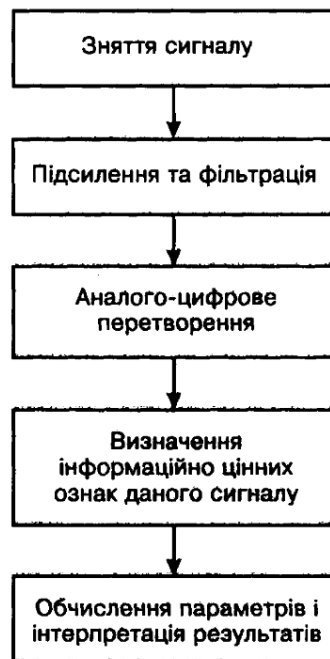 Зняття сигналу
Підсилення та фільтрація
Аналого-цифрове
перетворення
Визначення
інформаційно цінних
ознак даного сигналу
Обчислення параметрів і
інтерпретація результатів